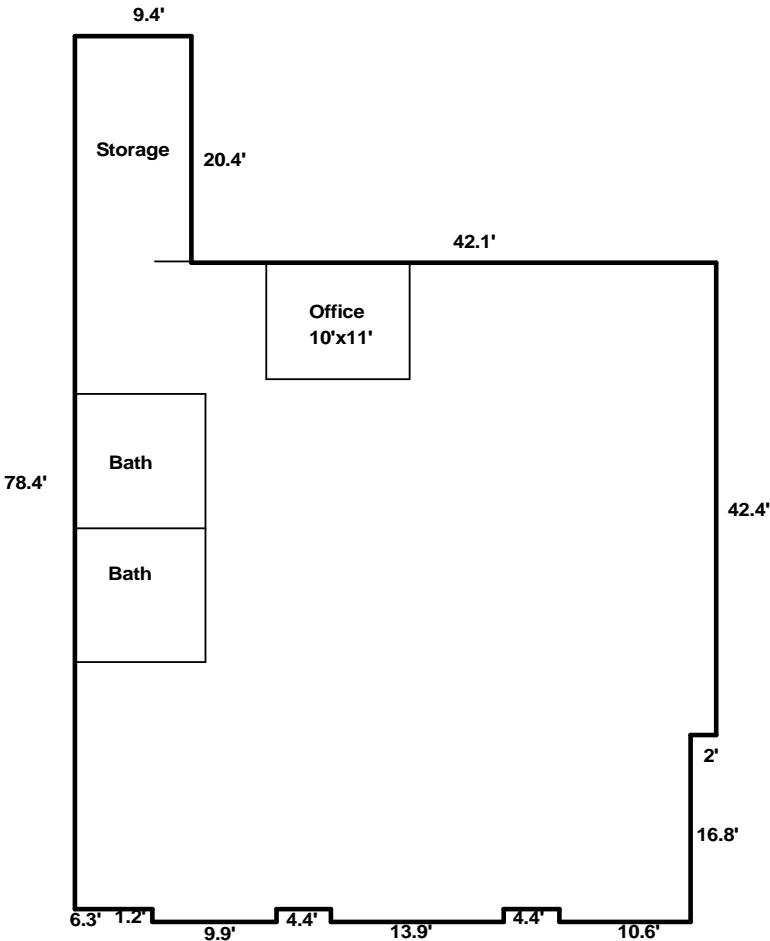 9.4'
Storage
20.4'
42.1'
Office
10'x11'
Bath
78.4'
42.4'
Bath
2'
16.8'
6.3'
1.2'
9.9'
4.4'
13.9'
4.4'
10.6'